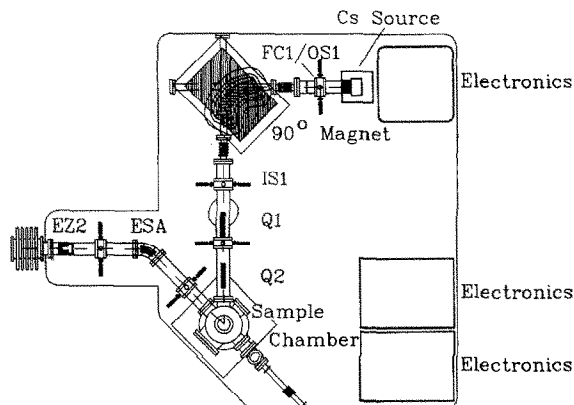 Cs Source
FC1/OS1
Electronics
90° Magnet
IS1
Q1
EZ2
ESA
Q2
Electronics
Sample
Chamber
Electronics